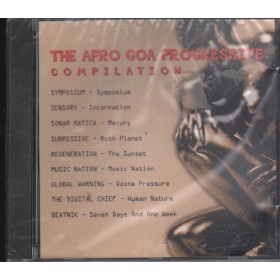 THE AFRO GOA PROGRESSIVE
COMPILATION
SYMPOSIUM - Symposium
SENSORY - Incarnation
SONAR MATICA - Mecury
SUBMISSIVE - Bush Planet
REGENERATION - The Sunset
MUSIC NATION - Music Nation
GLOBAL WARNING - Ozone Pressure
THE DIGITAL CHIEF - Human Nature
BEATNIK - Seven Days And One Week